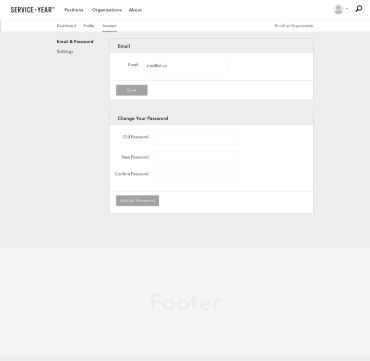 SERVICE·YEAR™ Positions Organizations About
Dashboard Profile Account Enroll an Organization
Email & Password
Settings
Email
Email
Save
Change Your Password
Old Password
New Password
Confirm Password
Update Password
Footer